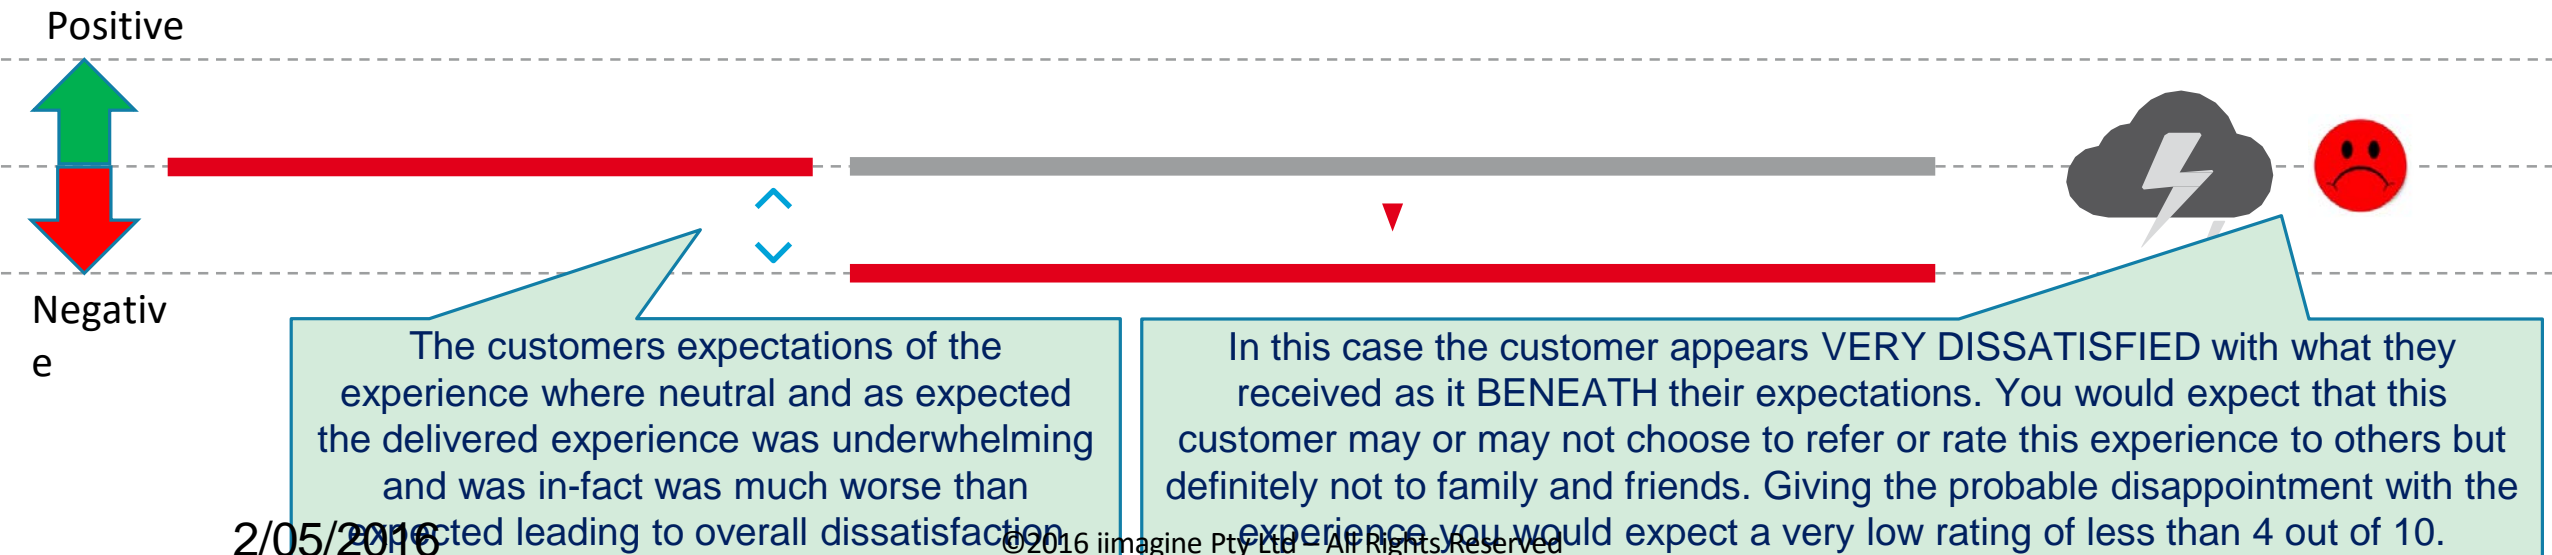 Positive
Negativ
e
The customers expectations of the
experience where neutral and as expected
the delivered experience was underwhelming
and was in-fact was much worse than
expected leading to overall dissatisfaction
In this case the customer appears VERY DISSATISFIED with what they
received as it BENEATH their expectations. You would expect that this
customer may or may not choose to refer or rate this experience to others but
definitely not to family and friends. Giving the probable disappointment with the
experience you would expect a very low rating of less than 4 out of 10.
2/05/2016
©2016 iimagine Pty Ltd – All Rights Reserved